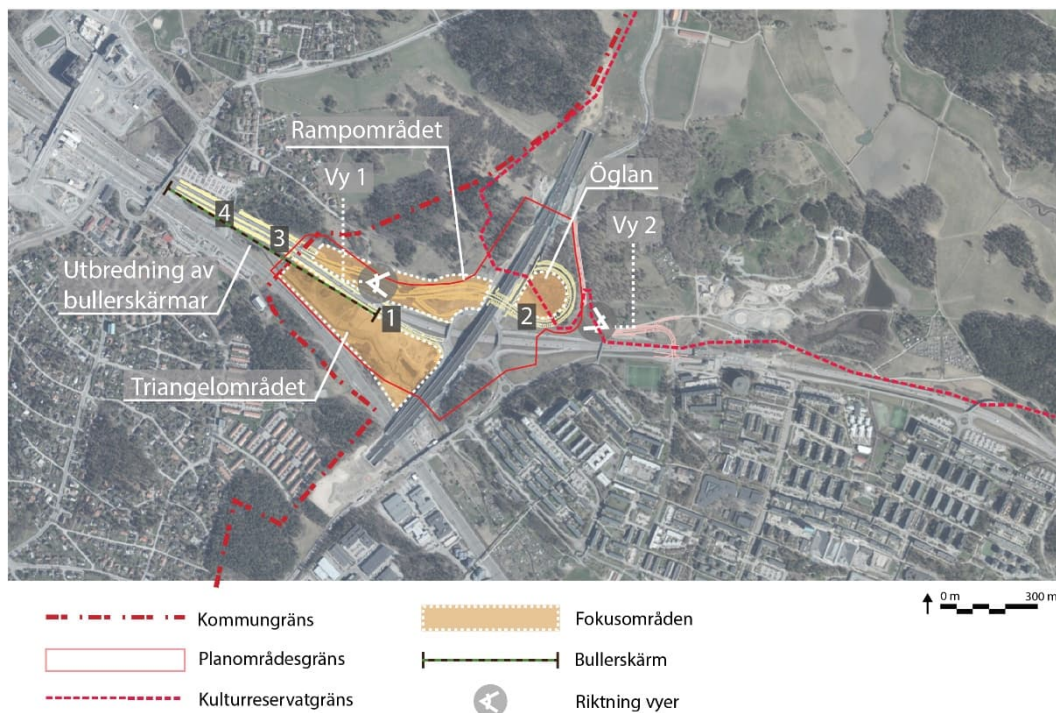 Rampområdet
Vy 1
Öglan
Vy 2
4
3
Utbredning av
bullerskärmar
1
2
Triangelområdet
0 m 300 m
Kommungräns
Fokusområden
Planområdesgräns
Bullerskärm
Kulturreservatgräns
Riktning vyer